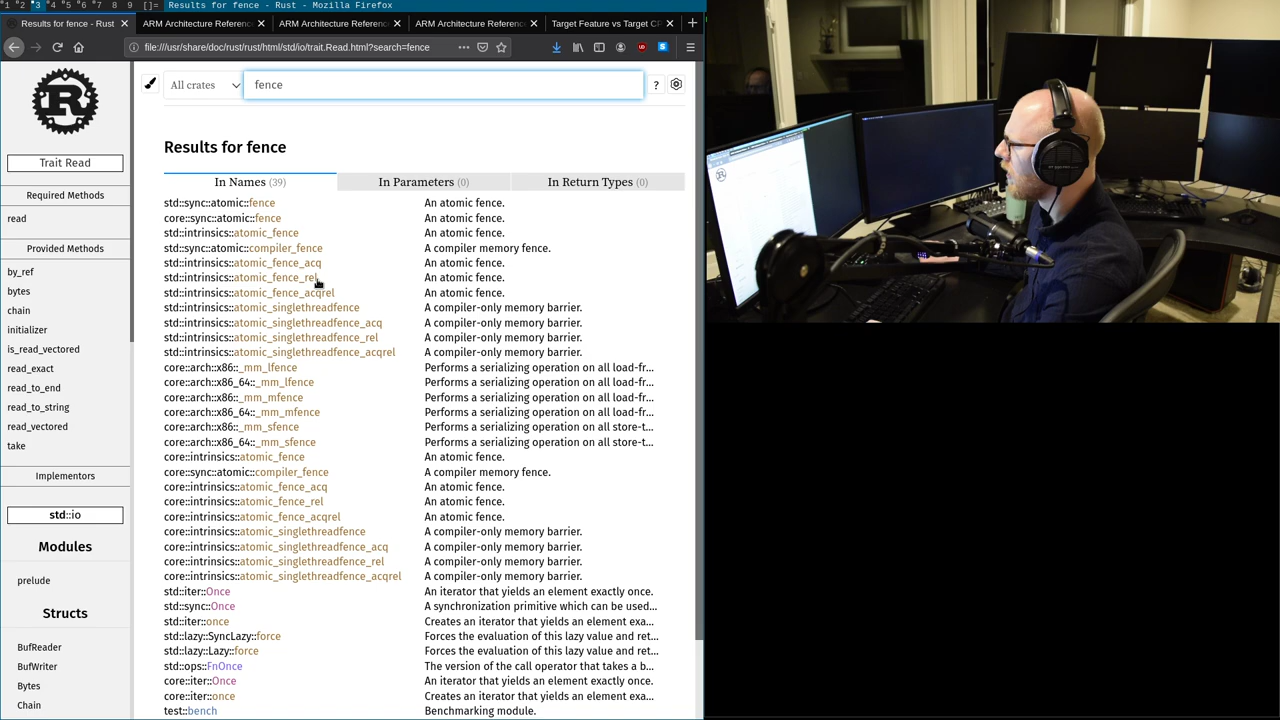 1 2 3 4 5 6 7 8 9 []= Results for fence - Rust - Mozilla Firefox
Results for fence - Rust × ARM Architecture Referenc × ARM Architecture Referenc × ARM Architecture Referenc × Target Feature vs Target CP ×
file:///usr/share/doc/rust/rust/html/std/io/trait.Read.html?search=fence
All crates
fence
?
Trait Read
Required Methods
read
Provided Methods
by_ref
bytes
chain
initializer
is_read_vectored
read_exact
read_to_end
read_to_string
read_vectored
take
Implementors
std::io
Modules
prelude
Structs
BufReader
BufWriter
Bytes
Chain
Results for fence
In Names (39) In Parameters (0) In Return Types (0)
std::sync::atomic::fence An atomic fence.
core::sync::atomic::fence An atomic fence.
std::intrinsics::atomic_fence An atomic fence.
std::sync::atomic::compiler_fence A compiler memory fence.
std::intrinsics::atomic_fence_acq An atomic fence.
std::intrinsics::atomic_fence_rel An atomic fence.
std::intrinsics::atomic_fence_acqrel An atomic fence.
std::intrinsics::atomic_singlethreadfence A compiler-only memory barrier.
std::intrinsics::atomic_singlethreadfence_acq A compiler-only memory barrier.
std::intrinsics::atomic_singlethreadfence_rel A compiler-only memory barrier.
std::intrinsics::atomic_singlethreadfence_acqrel A compiler-only memory barrier.
core::arch::x86::_mm_lfence Performs a serializing operation on all load-fr...
core::arch::x86_64::_mm_lfence Performs a serializing operation on all load-fr...
core::arch::x86::_mm_mfence Performs a serializing operation on all load-fr...
core::arch::x86_64::_mm_mfence Performs a serializing operation on all load-fr...
core::arch::x86::_mm_sfence Performs a serializing operation on all store-t...
core::arch::x86_64::_mm_sfence Performs a serializing operation on all store-t...
core::intrinsics::atomic_fence An atomic fence.
core::sync::atomic::compiler_fence A compiler memory fence.
core::intrinsics::atomic_fence_acq An atomic fence.
core::intrinsics::atomic_fence_rel An atomic fence.
core::intrinsics::atomic_fence_acqrel An atomic fence.
core::intrinsics::atomic_singlethreadfence A compiler-only memory barrier.
core::intrinsics::atomic_singlethreadfence_acq A compiler-only memory barrier.
core::intrinsics::atomic_singlethreadfence_rel A compiler-only memory barrier.
core::intrinsics::atomic_singlethreadfence_acqrel A compiler-only memory barrier.
std::iter::Once An iterator that yields an element exactly once.
std::sync::Once A synchronization primitive which can be used...
std::iter::once Creates an iterator that yields an element exa...
std::lazy::SyncLazy::force Forces the evaluation of this lazy value and ret...
std::lazy::Lazy::force Forces the evaluation of this lazy value and ret...
std::ops::FnOnce The version of the call operator that takes a b...
core::iter::Once An iterator that yields an element exactly once.
core::iter::once Creates an iterator that yields an element exa...
test::bench Benchmarking module.